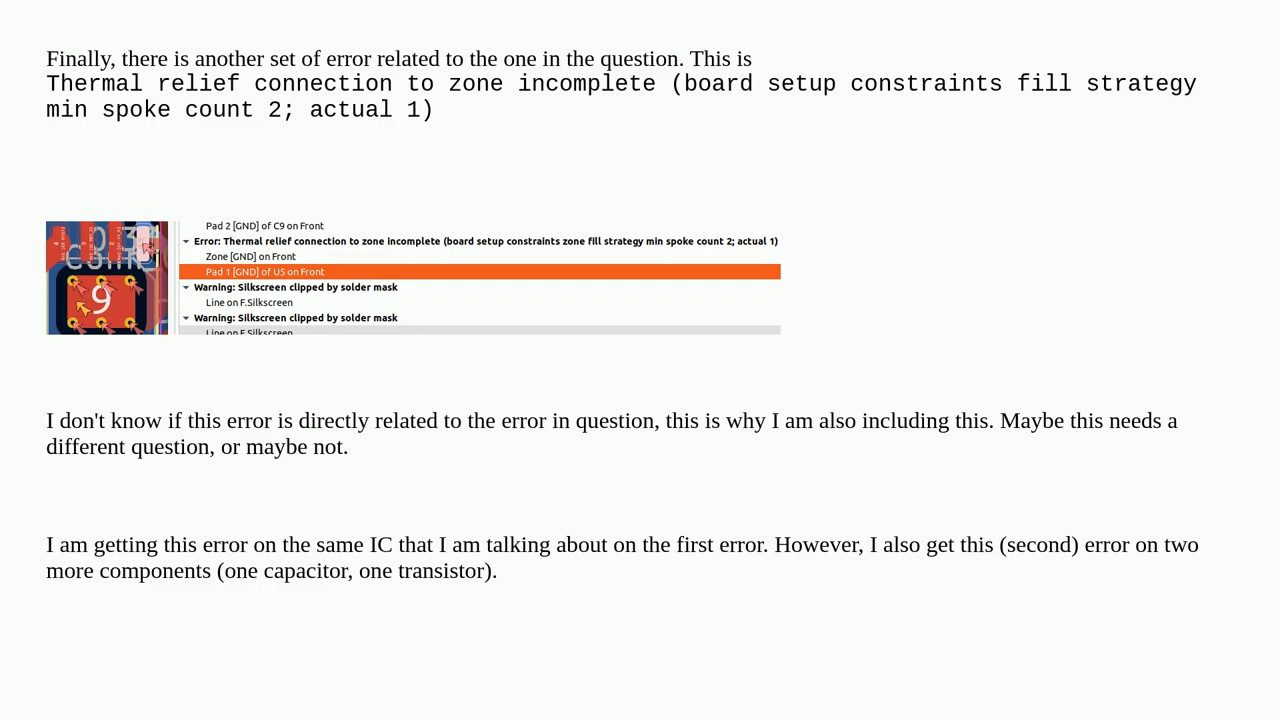 Finally, there is another set of error related to the one in the question. This is
Thermal relief connection to zone incomplete (board setup constraints fill strategy
min spoke count 2; actual 1)
Pad 2 [GND] of C9 on Front
Error: Thermal relief connection to zone incomplete (board setup constraints zone fill strategy min spoke count 2; actual 1)
Zone [GND] on Front
Pad 1 [GND] of U5 on Front
Warning: Silkscreen clipped by solder mask
Line on F.Silkscreen
Warning: Silkscreen clipped by solder mask
Line on F.Silkscreen
9
I don't know if this error is directly related to the error in question, this is why I am also including this. Maybe this needs a
different question, or maybe not.
I am getting this error on the same IC that I am talking about on the first error. However, I also get this (second) error on two
more components (one capacitor, one transistor).